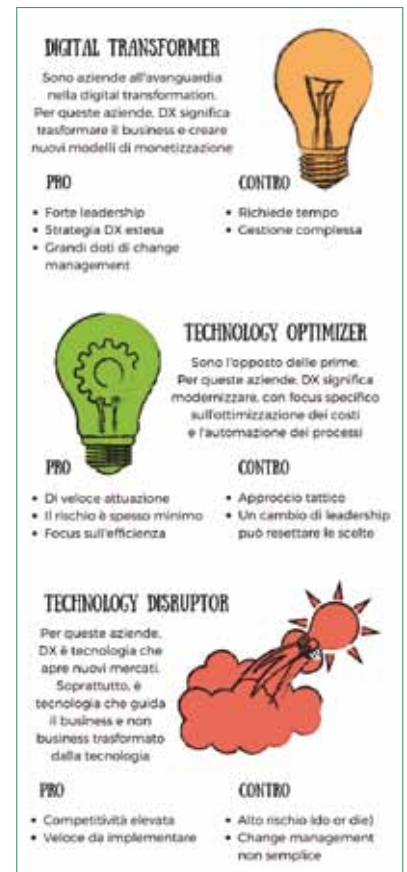 DIGITAL TRANSFORMER
Sono aziende all'avanguardia
nella digital transformation.
Per queste aziende, DX significa
trasformare il business e creare
nuovi modelli di monetizzazione
PRO
• Forte leadership
• Strategia DX estesa
• Grandi doti di change
management
CONTRO
• Richiede tempo
• Gestione complessa
TECHNOLOGY OPTIMIZER
Sono l'opposto delle prime.
Per queste aziende, DX significa
modernizzare, con focus specifico
sull'ottimizzazione dei costi
e l'automazione dei processi
PRO
• Di veloce attuazione
• Il rischio è spesso minimo
• Focus sull'efficienza
CONTRO
• Approccio tattico
• Un cambio di leadership
può resettare le scelte
TECHNOLOGY DISRUPTOR
Per queste aziende,
DX è tecnologia che
apre nuovi mercati.
Soprattutto, è
tecnologia che guida
il business e non
business trasformato
dalla tecnologia
PRO
• Competitività elevata
• Veloce da implementare
CONTRO
• Alto rischio (do or die)
• Change management
non semplice